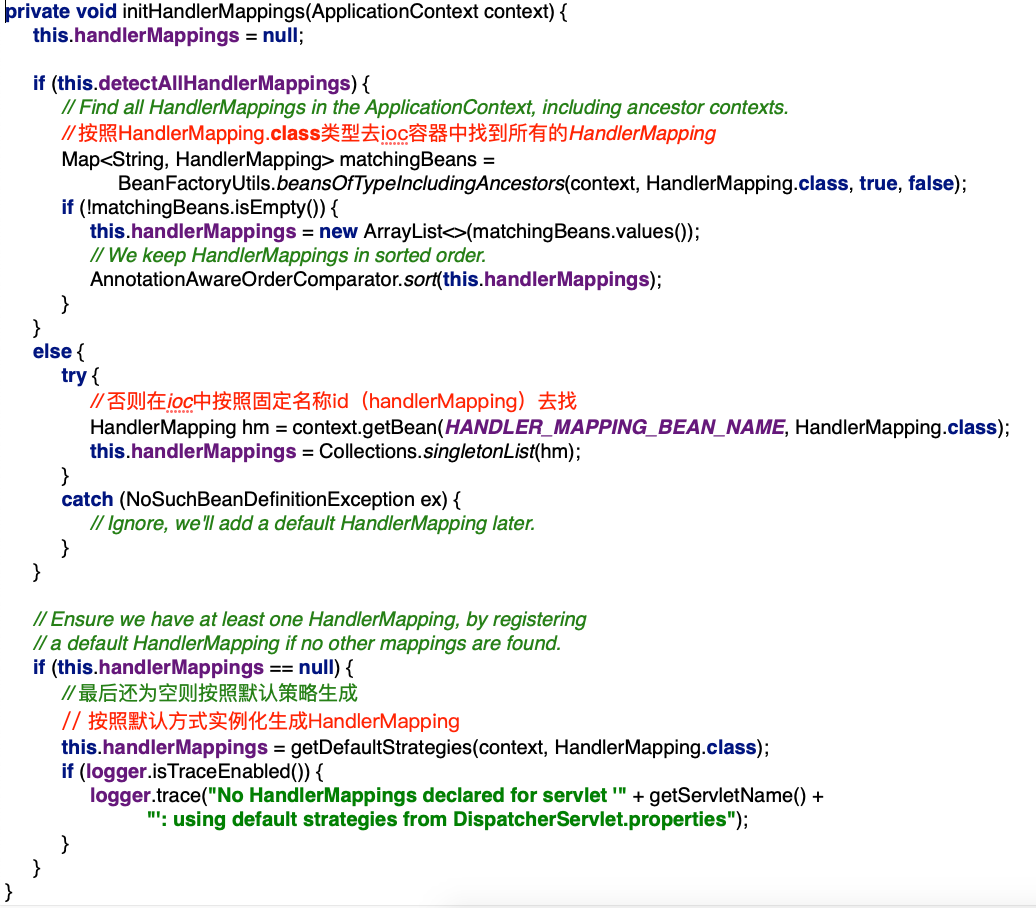 private void initHandlerMappings(ApplicationContext context) {
this.handlerMappings = null;
if (this.detectAllHandlerMappings) {
// Find all HandlerMappings in the ApplicationContext, including ancestor contexts.
// 按照HandlerMapping.class类型去ioc容器中找到所有的HandlerMapping
Map<String, HandlerMapping> matchingBeans =
BeanFactoryUtils.beansOfTypeIncludingAncestors(context, HandlerMapping.class, true, false);
if (!matchingBeans.isEmpty()) {
this.handlerMappings = new ArrayList<>(matchingBeans.values());
// We keep HandlerMappings in sorted order.
AnnotationAwareOrderComparator.sort(this.handlerMappings);
}
}
else {
try {
// 否则在ioc中按照固定名称id（handlerMapping）去找
HandlerMapping hm = context.getBean(HANDLER_MAPPING_BEAN_NAME, HandlerMapping.class);
this.handlerMappings = Collections.singletonList(hm);
}
catch (NoSuchBeanDefinitionException ex) {
// Ignore, we'll add a default HandlerMapping later.
}
}
// Ensure we have at least one HandlerMapping, by registering
// a default HandlerMapping if no other mappings are found.
if (this.handlerMappings == null) {
// 最后还为空则按照默认策略生成
// 按照默认方式实例化生成HandlerMapping
this.handlerMappings = getDefaultStrategies(context, HandlerMapping.class);
if (logger.isTraceEnabled()) {
logger.trace("No HandlerMappings declared for servlet '" + getServletName() +
"': using default strategies from DispatcherServlet.properties");
}
}
}